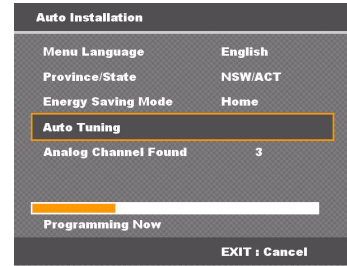 Auto Installation
Menu Language English
Province/State NSW/ACT
Energy Saving Mode Home
Auto Tuning
Analog Channel Found 3
Programming Now
EXIT : Cancel